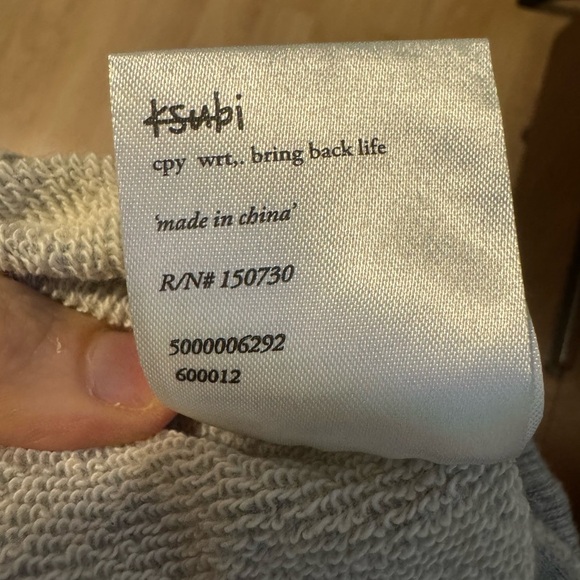 ksubi
cpy wrt,. bring back life
‘made in china’
R/N# 150730
5000006292
600012